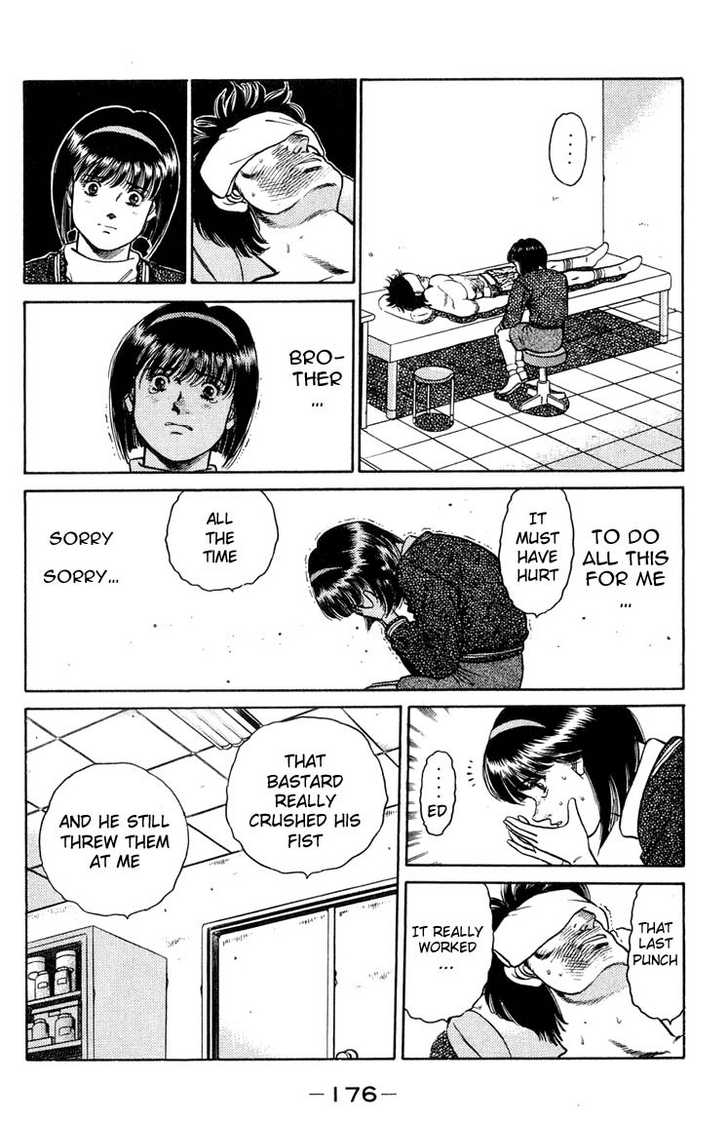 ....
BRO-
THER
...
TO DO
ALL THIS
FOR ME
...
IT
MUST
HAVE
HURT
ALL
THE
TIME
SORRY
SORRY...
....
ED
THAT
LAST
PUNCH
IT REALLY
WORKED
...
THAT
BASTARD
REALLY
CRUSHED HIS
FIST
AND HE STILL
THREW THEM
AT ME
-176-